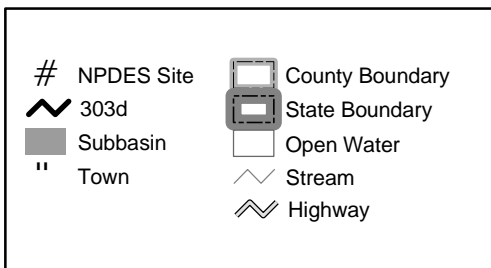 # NPDES Site
303d
Subbasin
" Town
County Boundary
State Boundary
Open Water
Stream
Highway